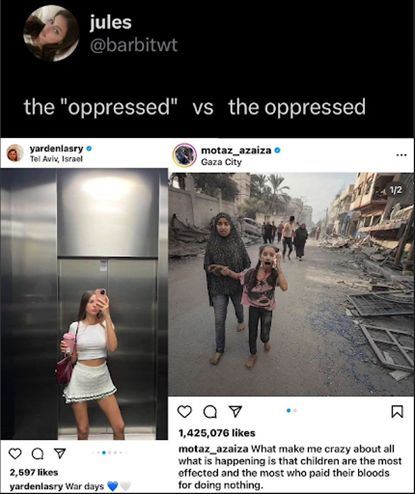 jules
@barbitwt
the "oppressed" vs the oppressed
yardenlasry
Tel Aviv, Israel
2,597 likes
yardenlasry War days 💙🤍
motaz_azaiza
Gaza City
1/2
1,425,076 likes
motaz_azaiza What make me crazy about all
what is happening is that children are the most
effected and the most who paid their bloods
for doing nothing.